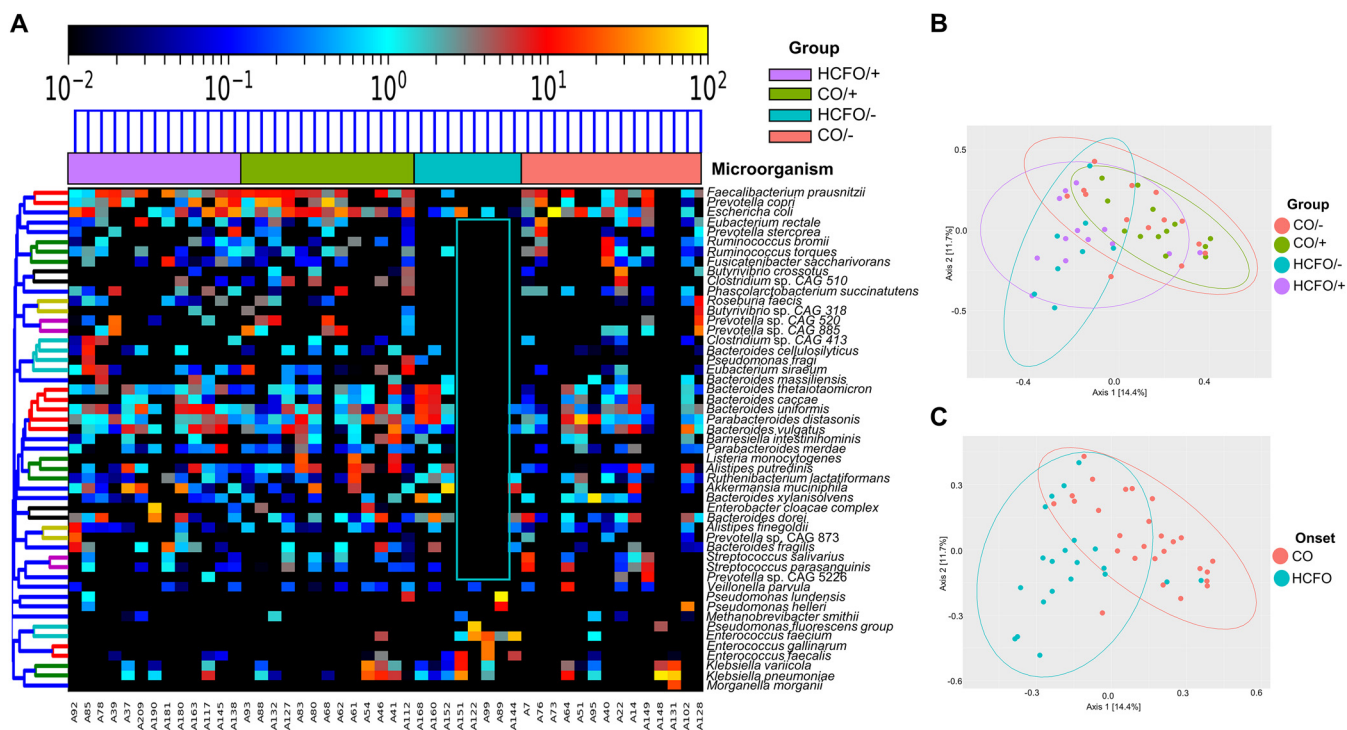 A
10⁻² 10⁻¹ 10⁰ 10¹ 10²
Group
HCFO/+
CO/+
HCFO/-
CO/-
Microorganism
Faecalibacterium prausnitzii
Prevotella copri
Eschericha coli
Eubacterium rectale
Prevotella stercorea
Ruminococcus bromii
Ruminococcus torques
Fusicatenibacter saccharivorans
Butyrivibrio crossotus
Clostridium sp. CAG 510
Phascolarctobacterium succinatutens
Roseburia faecis
Butyrivibrio sp. CAG 318
Prevotella sp. CAG 520
Prevotella sp. CAG 885
Clostridium sp. CAG 413
Bacteroides cellulosilyticus
Pseudomonas fragi
Eubacterium siraeum
Bacteroides massiliensis
Bacteroides thetaiotaomicron
Bacteroides caccae
Bacteroides uniformis
Parabacteroides distasonis
Bacteroides vulgatus
Barnesiella intestinihominis
Parabacteroides merdae
Listeria monocytogenes
Alistipes putredinis
Ruthenibacterium lactatiformans
Akkermansia muciniphila
Bacteroides xylanisolvens
Enterobacter cloacae complex
Bacteroides dorei
Alistipes finegoldii
Prevotella sp. CAG 873
Bacteroides fragilis
Streptococcus salivarius
Streptococcus parasanguinis
Prevotella sp. CAG 5226
Veillonella parvula
Pseudomonas lundensis
Pseudomonas helleri
Methanobrevibacter smithii
Pseudomonas fluorescens group
Enterococcus faecium
Enterococcus gallinarum
Enterococcus faecalis
Klebsiella variicola
Klebsiella pneumoniae
Morganella morganii
A92 A85 A78 A39 A37 A209 A190 A181 A180 A163 A117 A145 A138 A93 A88 A132 A127 A83 A80 A68 A62 A61 A54 A46 A41 A112 A168 A160 A152 A151 A122 A99 A89 A144 A7 A76 A73 A64 A51 A95 A40 A22 A14 A149 A148 A131 A102 A128
B
0.5
0.0
-0.5
Axis 2 [11.7%]
-0.4 0.0 0.4
Axis 1 [14.4%]
Group
CO/-
CO/+
HCFO/-
HCFO/+
C
0.3
0.0
-0.3
-0.6
Axis 2 [11.7%]
-0.3 0.0 0.3 0.6
Axis 1 [14.4%]
Onset
CO
HCFO